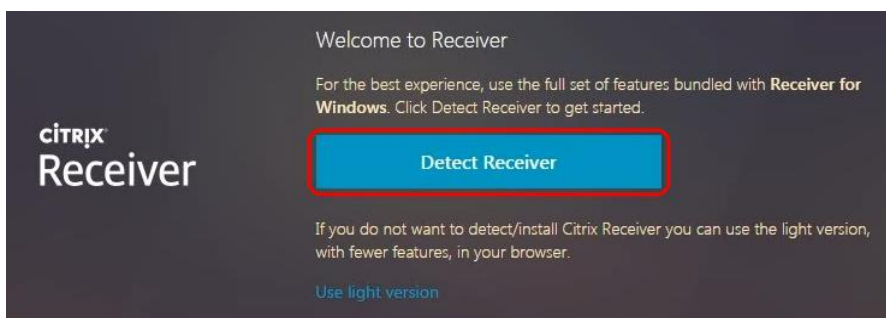 Welcome to Receiver
For the best experience, use the full set of features bundled with Receiver for
Windows. Click Detect Receiver to get started.
CİTRIX
Receiver
Detect Receiver
If you do not want to detect/install Citrix Receiver you can use the light version,
with fewer features, in your browser.
Use light version